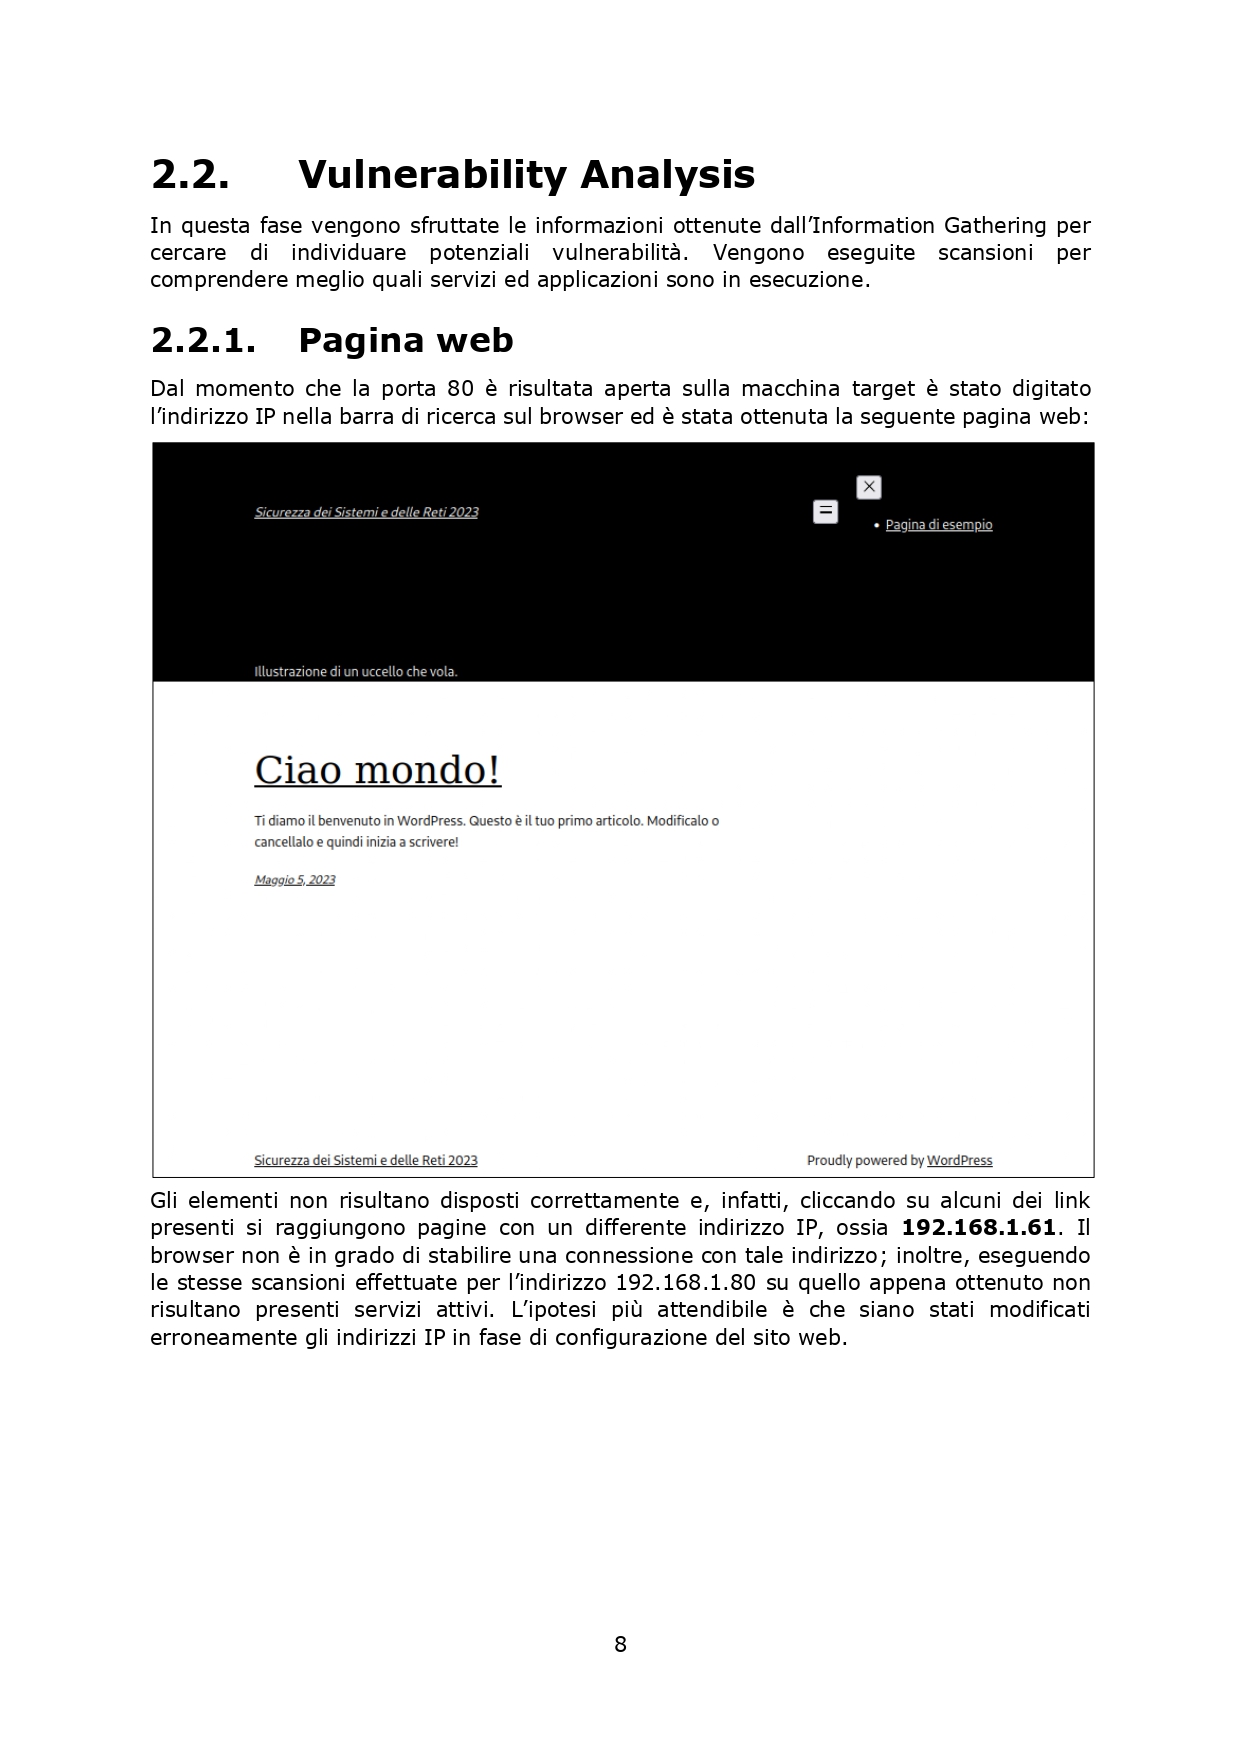 2.2. Vulnerability Analysis
In questa fase vengono sfruttate le informazioni ottenute dall’Information Gathering per
cercare di individuare potenziali vulnerabilità. Vengono eseguite scansioni per
comprendere meglio quali servizi ed applicazioni sono in esecuzione.
2.2.1. Pagina web
Dal momento che la porta 80 è risultata aperta sulla macchina target è stato digitato
l’indirizzo IP nella barra di ricerca sul browser ed è stata ottenuta la seguente pagina web:
Sicurezza dei Sistemi e delle Reti 2023
• Pagina di esempio
Illustrazione di un uccello che vola.
Ciao mondo!
Ti diamo il benvenuto in WordPress. Questo è il tuo primo articolo. Modificalo o
cancellalo e quindi inizia a scrivere!
Maggio 5, 2023
Sicurezza dei Sistemi e delle Reti 2023
Proudly powered by WordPress
Gli elementi non risultano disposti correttamente e, infatti, cliccando su alcuni dei link
presenti si raggiungono pagine con un differente indirizzo IP, ossia 192.168.1.61. Il
browser non è in grado di stabilire una connessione con tale indirizzo; inoltre, eseguendo
le stesse scansioni effettuate per l’indirizzo 192.168.1.80 su quello appena ottenuto non
risultano presenti servizi attivi. L’ipotesi più attendibile è che siano stati modificati
erroneamente gli indirizzi IP in fase di configurazione del sito web.
8